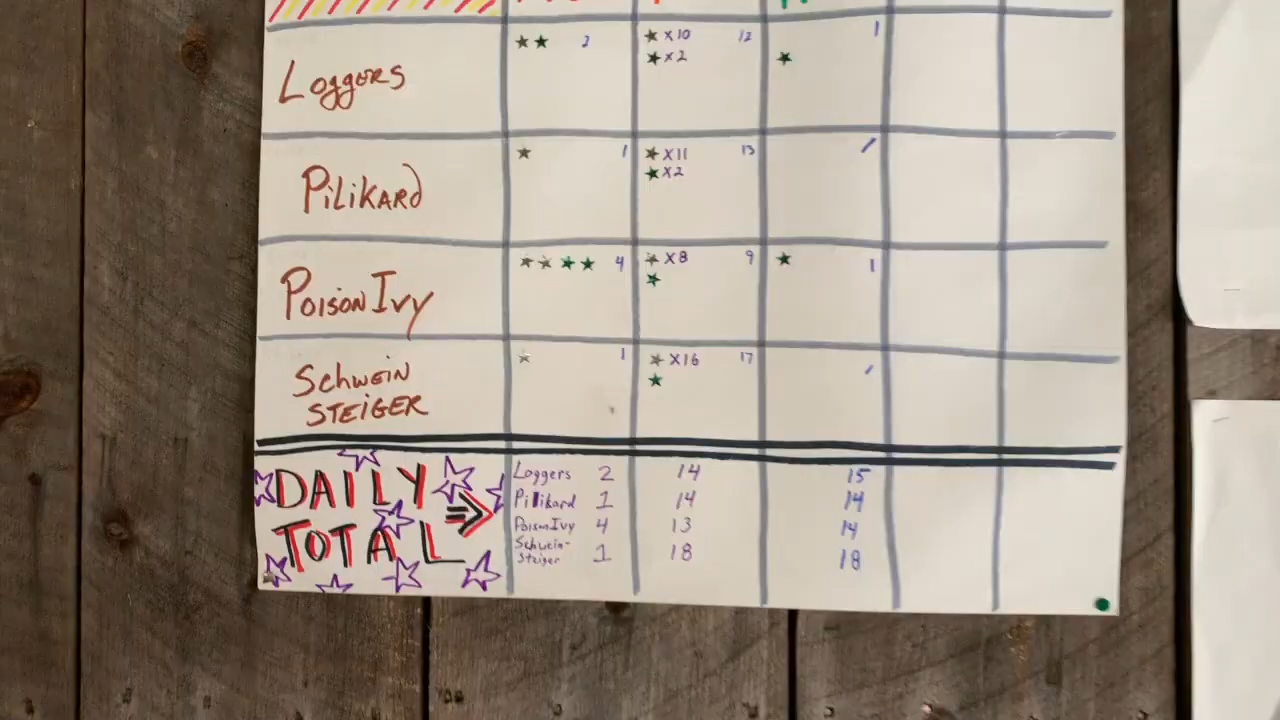 Loggers 2 x10 12 1
x2
Pilikard 1 x11 13
x2
Poison Ivy 4 x8 9 1
Schwein 1 x16 17
Steiger
DAILY Loggers 2 14 15
Pilikard 1 14 14
TOTAL Poison Ivy 4 13 14
Schwein-
Steiger 1 18 18